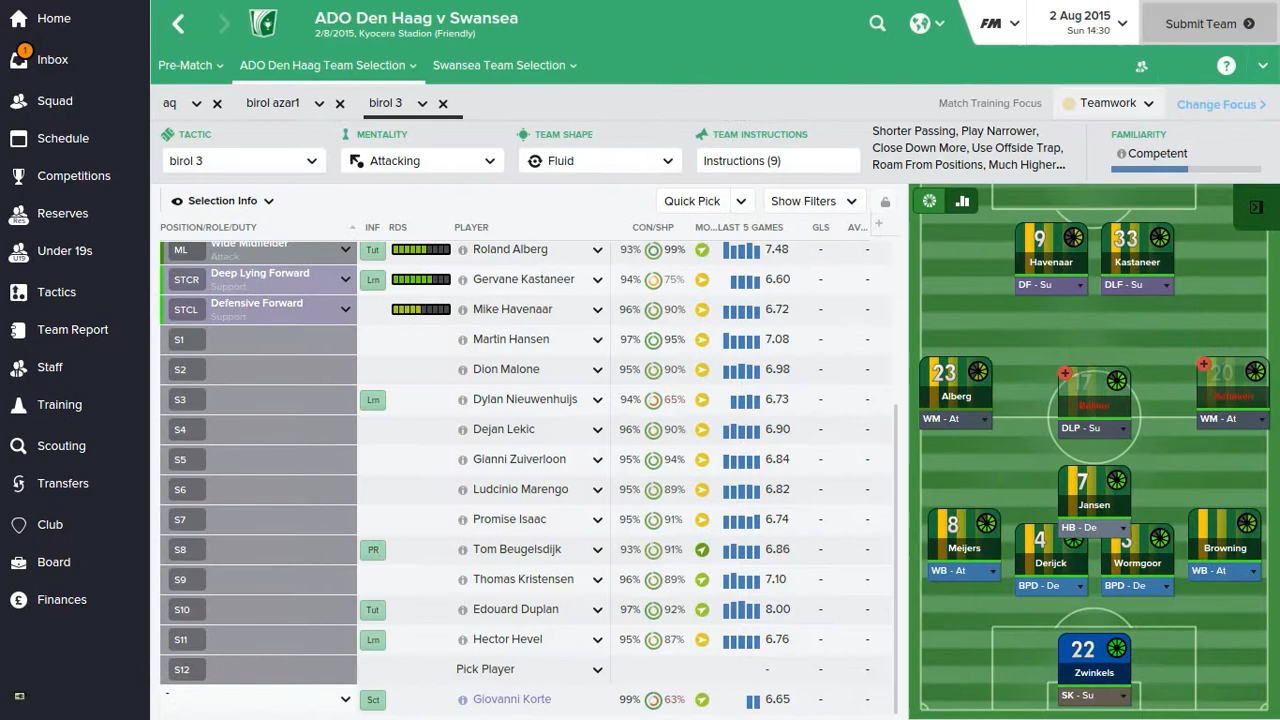 Home
Inbox
1
Squad
Schedule
Competitions
Reserves
Under 19s
Tactics
Team Report
Staff
Training
Scouting
Transfers
Club
Board
Finances
ADO Den Haag v Swansea
2/8/2015, Kyocera Stadium (Friendly)
FM
2 Aug 2015
Sun 14:30
Submit Team
Pre-Match
ADO Den Haag Team Selection
Swansea Team Selection
?
aq
birol azar1
birol 3
Match Training Focus
Teamwork
Change Focus
TACTIC
birol 3
MENTALITY
Attacking
TEAM SHAPE
Fluid
TEAM INSTRUCTIONS
Instructions (9)
Shorter Passing, Play Narrower,
Close Down More, Use Offside Trap,
Roam From Positions, Much Higher...
FAMILIARITY
Competent
Selection Info
Quick Pick
Show Filters
POSITION/ROLE/DUTY INF RDS PLAYER CON/SHP MO... LAST 5 GAMES GLS AV...
ML Wide Midfielder Attack Tut Roland Alberg 93% 99% 7.48 - -
STCR Deep Lying Forward Support Lrn Gervane Kastaneer 94% 75% 6.60 - -
STCL Defensive Forward Support Mike Havenaar 96% 90% 6.72 - -
S1 Martin Hansen 97% 95% 7.08 - -
S2 Dion Malone 95% 90% 6.98 - -
S3 Lrn Dylan Nieuwenhuijs 94% 65% 6.73 - -
S4 Dejan Levic 96% 90% 6.90 - -
S5 Gianni Zuiverloon 95% 94% 6.84 - -
S6 Ludcinio Marengo 95% 89% 6.82 - -
S7 Promise Isaac 95% 91% 6.74 - -
S8 PR Tom Beugelsdijk 93% 91% 6.86 - -
S9 Thomas Kristensen 96% 89% 7.10 - -
S10 Tut Edouard Duplan 97% 92% 8.00 - -
S11 Lrn Hector Hevel 95% 87% 6.76 - -
S12 Pick Player - -
- Sct Giovanni Korte 99% 63% 6.65 - -
9
Havenaar
DF - Su
33
Kastaneer
DLF - Su
23
Alberg
WM - At
17
DLP - Su
20
WM - At
7
Jansen
HB - De
8
Meijers
WB - At
4
Derijck
BPD - De
3
Wormgoor
BPD - De
Browning
WB - At
22
Zwinkels
SK - Su